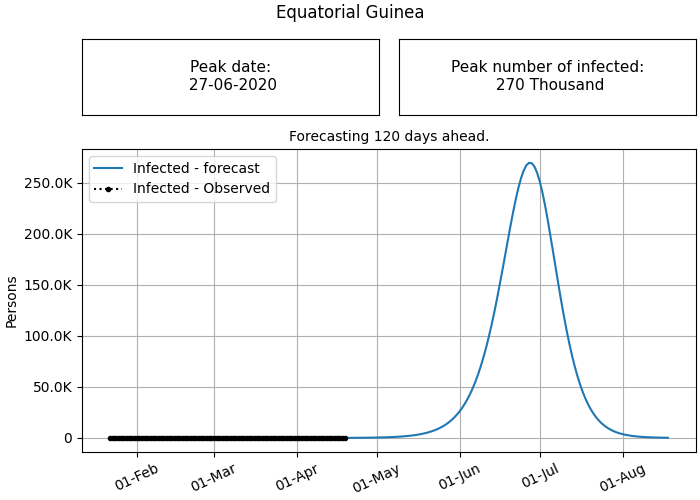 Equatorial Guinea
Peak date:
27-06-2020
Peak number of infected:
270 Thousand
Forecasting 120 days ahead.
Infected - forecast
Infected - Observed
Persons
250.0K
200.0K
150.0K
100.0K
50.0K
0
01-Feb
01-Mar
01-Apr
01-May
01-Jun
01-Jul
01-Aug